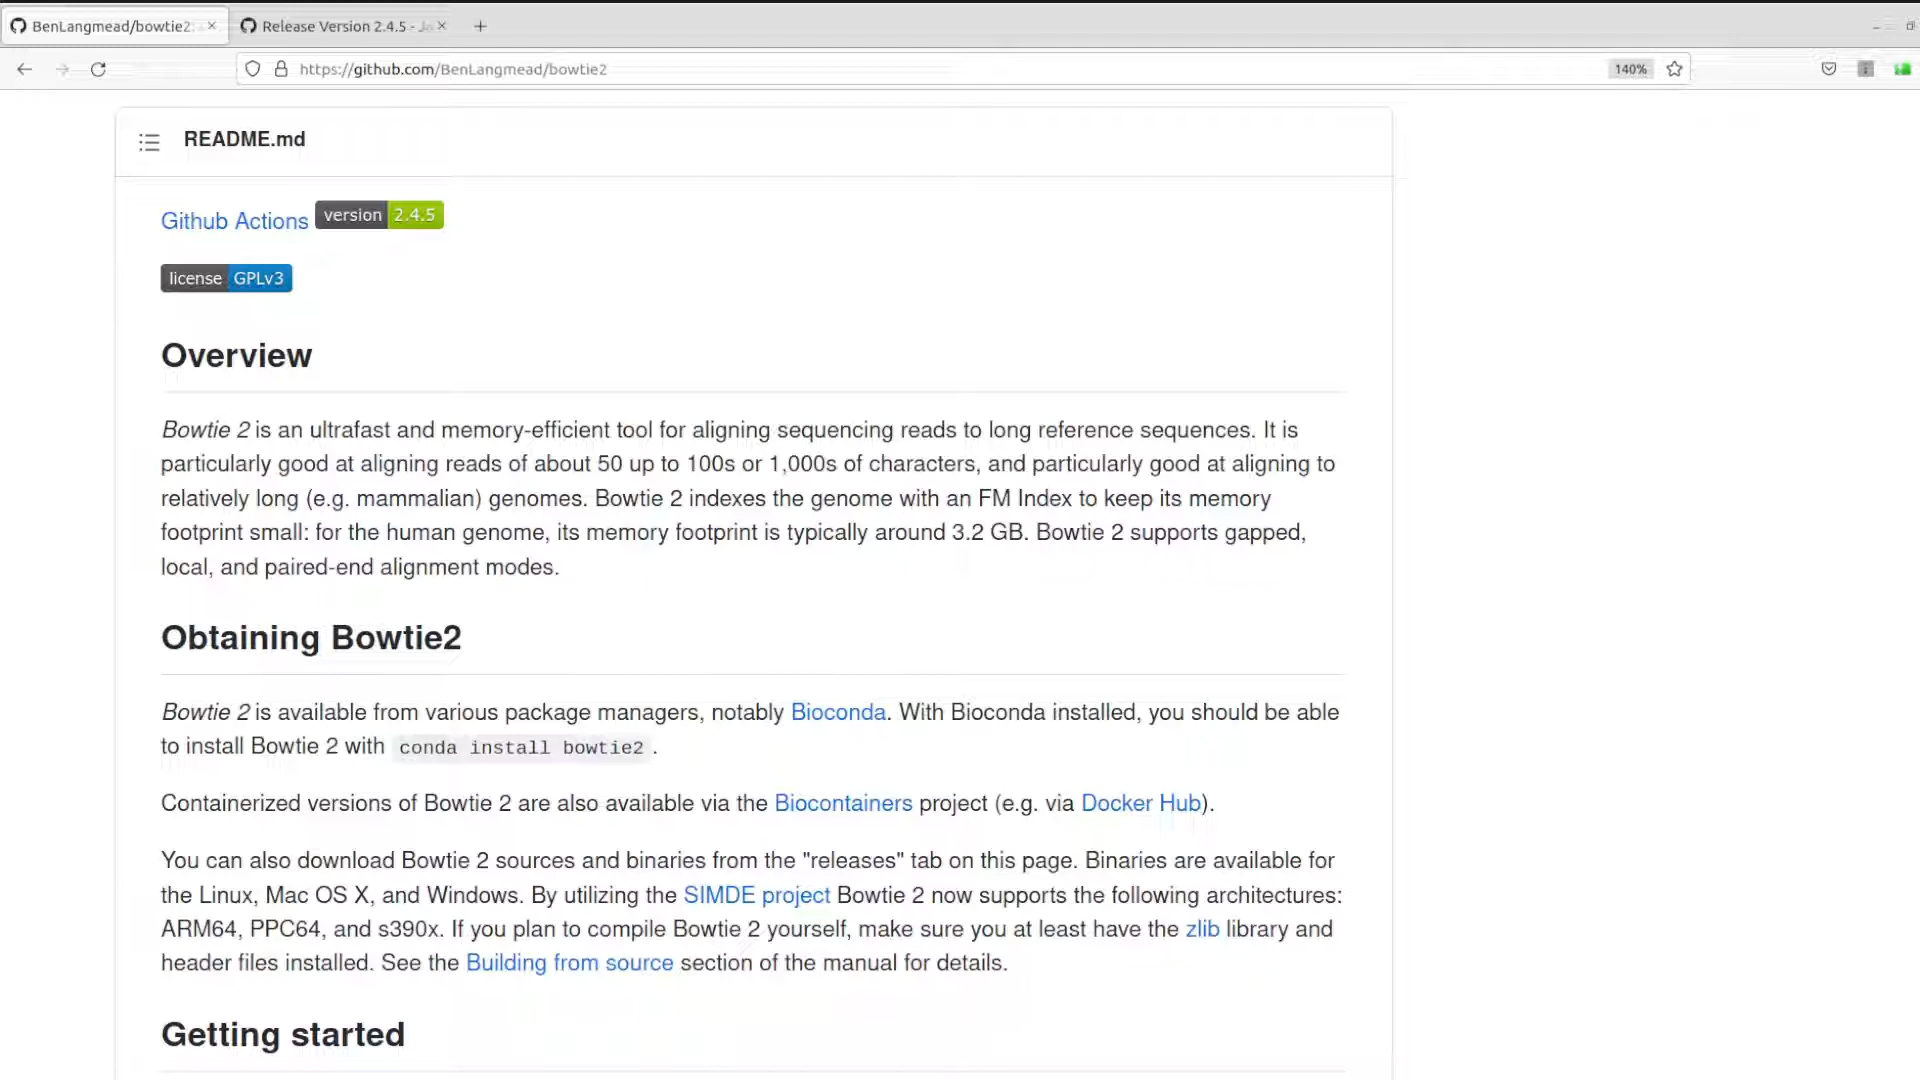 BenLangmead/bowtie2:
Release Version 2.4.5 -
https://github.com/BenLangmead/bowtie2
140%
README.md
Github Actions version 2.4.5
license GPLv3
Overview
Bowtie 2 is an ultrafast and memory-efficient tool for aligning sequencing reads to long reference sequences. It is
particularly good at aligning reads of about 50 up to 100s or 1,000s of characters, and particularly good at aligning to
relatively long (e.g. mammalian) genomes. Bowtie 2 indexes the genome with an FM Index to keep its memory
footprint small: for the human genome, its memory footprint is typically around 3.2 GB. Bowtie 2 supports gapped,
local, and paired-end alignment modes.
Obtaining Bowtie2
Bowtie 2 is available from various package managers, notably Bioconda. With Bioconda installed, you should be able
to install Bowtie 2 with conda install bowtie2 .
Containerized versions of Bowtie 2 are also available via the Biocontainers project (e.g. via Docker Hub).
You can also download Bowtie 2 sources and binaries from the "releases" tab on this page. Binaries are available for
the Linux, Mac OS X, and Windows. By utilizing the SIMDE project Bowtie 2 now supports the following architectures:
ARM64, PPC64, and s390x. If you plan to compile Bowtie 2 yourself, make sure you at least have the zlib library and
header files installed. See the Building from source section of the manual for details.
Getting started